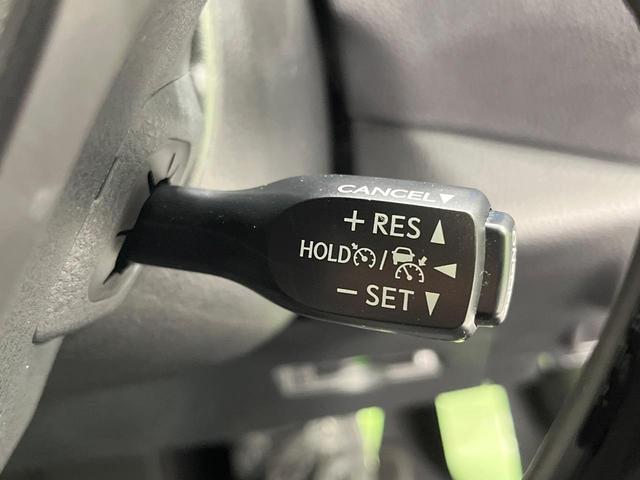 CANCEL▼
+ RES ▲
HOLD / ◀
− SET ▼